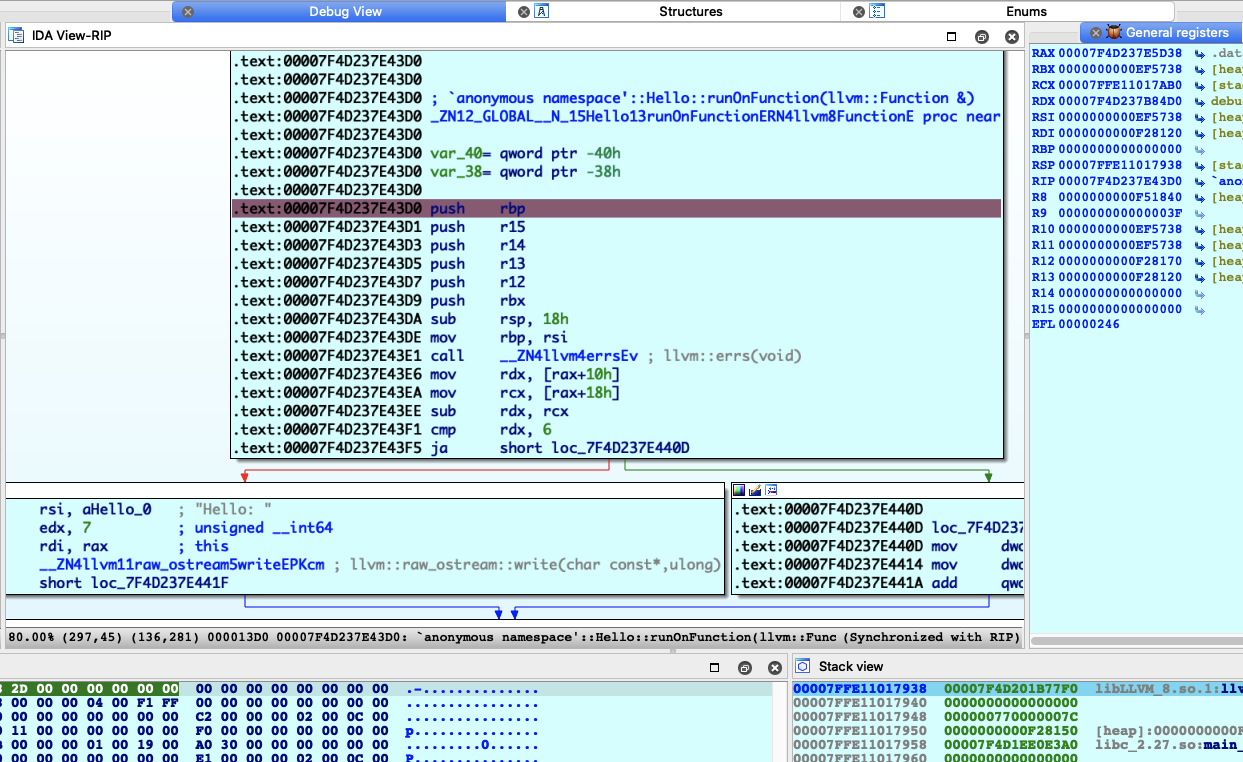 Debug View
Structures
Enums
IDA View-RIP
General registers
.text:00007F4D237E43D0
.text:00007F4D237E43D0
.text:00007F4D237E43D0 ; `anonymous namespace'::Hello::runOnFunction(llvm::Function &)
.text:00007F4D237E43D0 _ZN12_GLOBAL__N_15Hello13runOnFunctionERN4llvm8FunctionE proc near
.text:00007F4D237E43D0
.text:00007F4D237E43D0 var_40= qword ptr -40h
.text:00007F4D237E43D0 var_38= qword ptr -38h
.text:00007F4D237E43D0
.text:00007F4D237E43D0 push rbp
.text:00007F4D237E43D1 push r15
.text:00007F4D237E43D3 push r14
.text:00007F4D237E43D5 push r13
.text:00007F4D237E43D7 push r12
.text:00007F4D237E43D9 push rbx
.text:00007F4D237E43DA sub rsp, 18h
.text:00007F4D237E43DE mov rbp, rsi
.text:00007F4D237E43E1 call __ZN4llvm4errsEv ; llvm::errs(void)
.text:00007F4D237E43E6 mov rdx, [rax+10h]
.text:00007F4D237E43EA mov rcx, [rax+18h]
.text:00007F4D237E43EE sub rdx, rcx
.text:00007F4D237E43F1 cmp rdx, 6
.text:00007F4D237E43F5 ja short loc_7F4D237E440D
rsi, aHello_0 ; "Hello: "
edx, 7 ; unsigned __int64
rdi, rax ; this
__ZN4llvm11raw_ostream5writeEPKcm ; llvm::raw_ostream::write(char const*,ulong)
short loc_7F4D237E441F
.text:00007F4D237E440D
.text:00007F4D237E440D loc_7F4D237
.text:00007F4D237E440D mov dwo
.text:00007F4D237E4414 mov dwo
.text:00007F4D237E441A add qwo
80.00% (297,45) (136,281) 000013D0 00007F4D237E43D0: `anonymous namespace'::Hello::runOnFunction(llvm::Func (Synchronized with RIP)
RAX 00007F4D237E5D38 .dat
RBX 0000000000EF5738 [hea
RCX 00007FFE11017AB0 [sta
RDX 00007F4D237B84D0 debu
RSI 0000000000EF5738 [hea
RDI 0000000000F28120 [hea
RBP 0000000000000000
RSP 00007FFE11017938 [sta
RIP 00007F4D237E43D0 `ano
R8 0000000000F51840 [hea
R9 000000000000003F
R10 0000000000EF5738 [hea
R11 0000000000EF5738 [hea
R12 0000000000F28170 [hea
R13 0000000000F28120 [hea
R14 0000000000000000
R15 0000000000000000
EFL 00000246
2D 00 00 00 00 00 00 00 00 00 00 00 00 00 00 .-..............
00 00 00 04 00 F1 FF 00 00 00 00 00 00 00 00 ................
00 00 00 00 00 00 00 C2 00 00 00 02 00 0C 00 ................
11 00 00 00 00 00 00 F0 00 00 00 00 00 00 00 p...............
00 00 00 01 00 19 00 A0 30 00 00 00 00 00 00 .........0......
00 00 00 00 00 00 00 E1 00 00 00 02 00 0C 00 P...............
Stack view
00007FFE11017938 00007F4D201B77F0 libLLVM_8.so.1:llv
00007FFE11017940 0000000000000000
00007FFE11017948 000000770000007C
00007FFE11017950 0000000000F28150 [heap]:0000000000F
00007FFE11017958 00007F4D1EE0E3A0 libc_2.27.so:main_
00007FFE11017960 0000000000000000